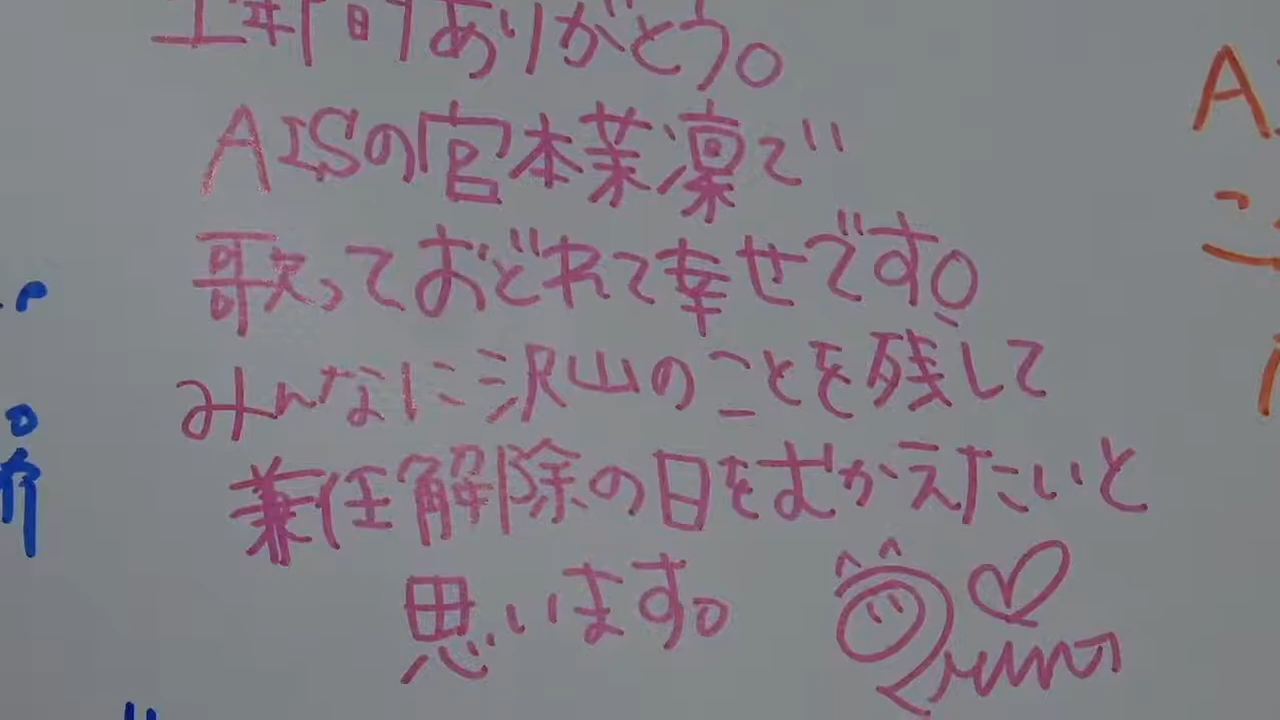 年間ありがとう。
AISの宮本茉凜で
歌っておどれて幸せです。
みんなに沢山のことを残して
兼任解除の日をむかえたいと
思います。